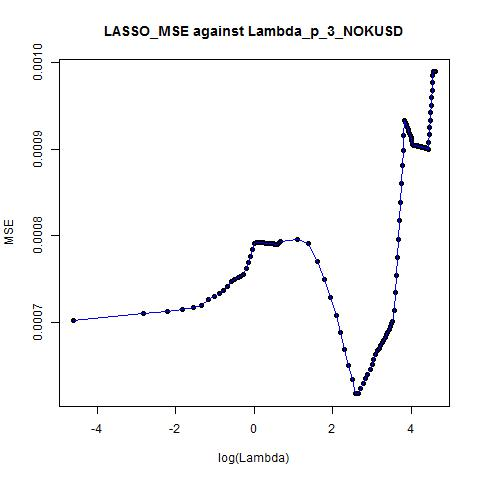 LASSO_MSE against Lambda_p_3_NOKUSD
0.0010
0.0009
0.0008
0.0007
MSE
-4 -2 0 2 4
log(Lambda)